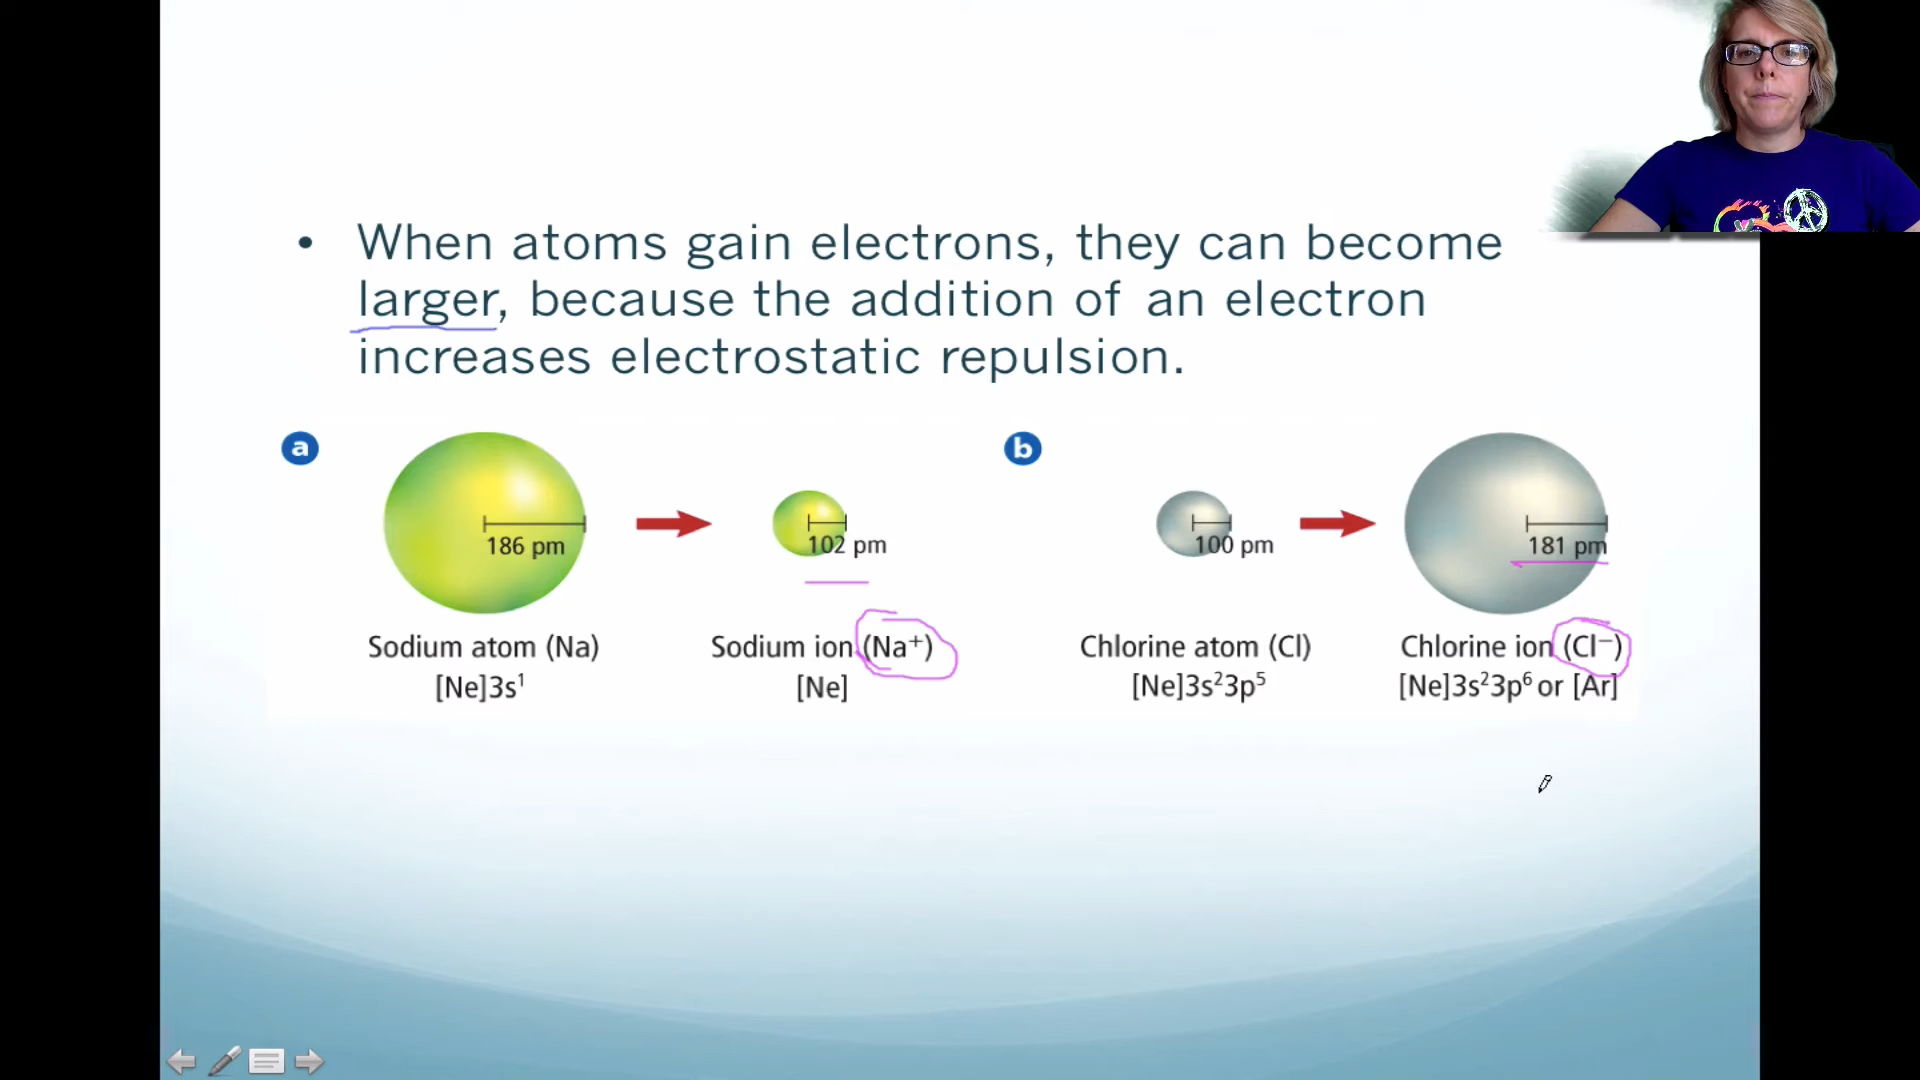 • When atoms gain electrons, they can become
larger, because the addition of an electron
increases electrostatic repulsion.
a
186 pm
102 pm
Sodium atom (Na)
[Ne]3s¹
Sodium ion (Na⁺)
[Ne]
b
100 pm
181 pm
Chlorine atom (Cl)
[Ne]3s²3p⁵
Chlorine ion (Cl⁻)
[Ne]3s²3p⁶ or [Ar]